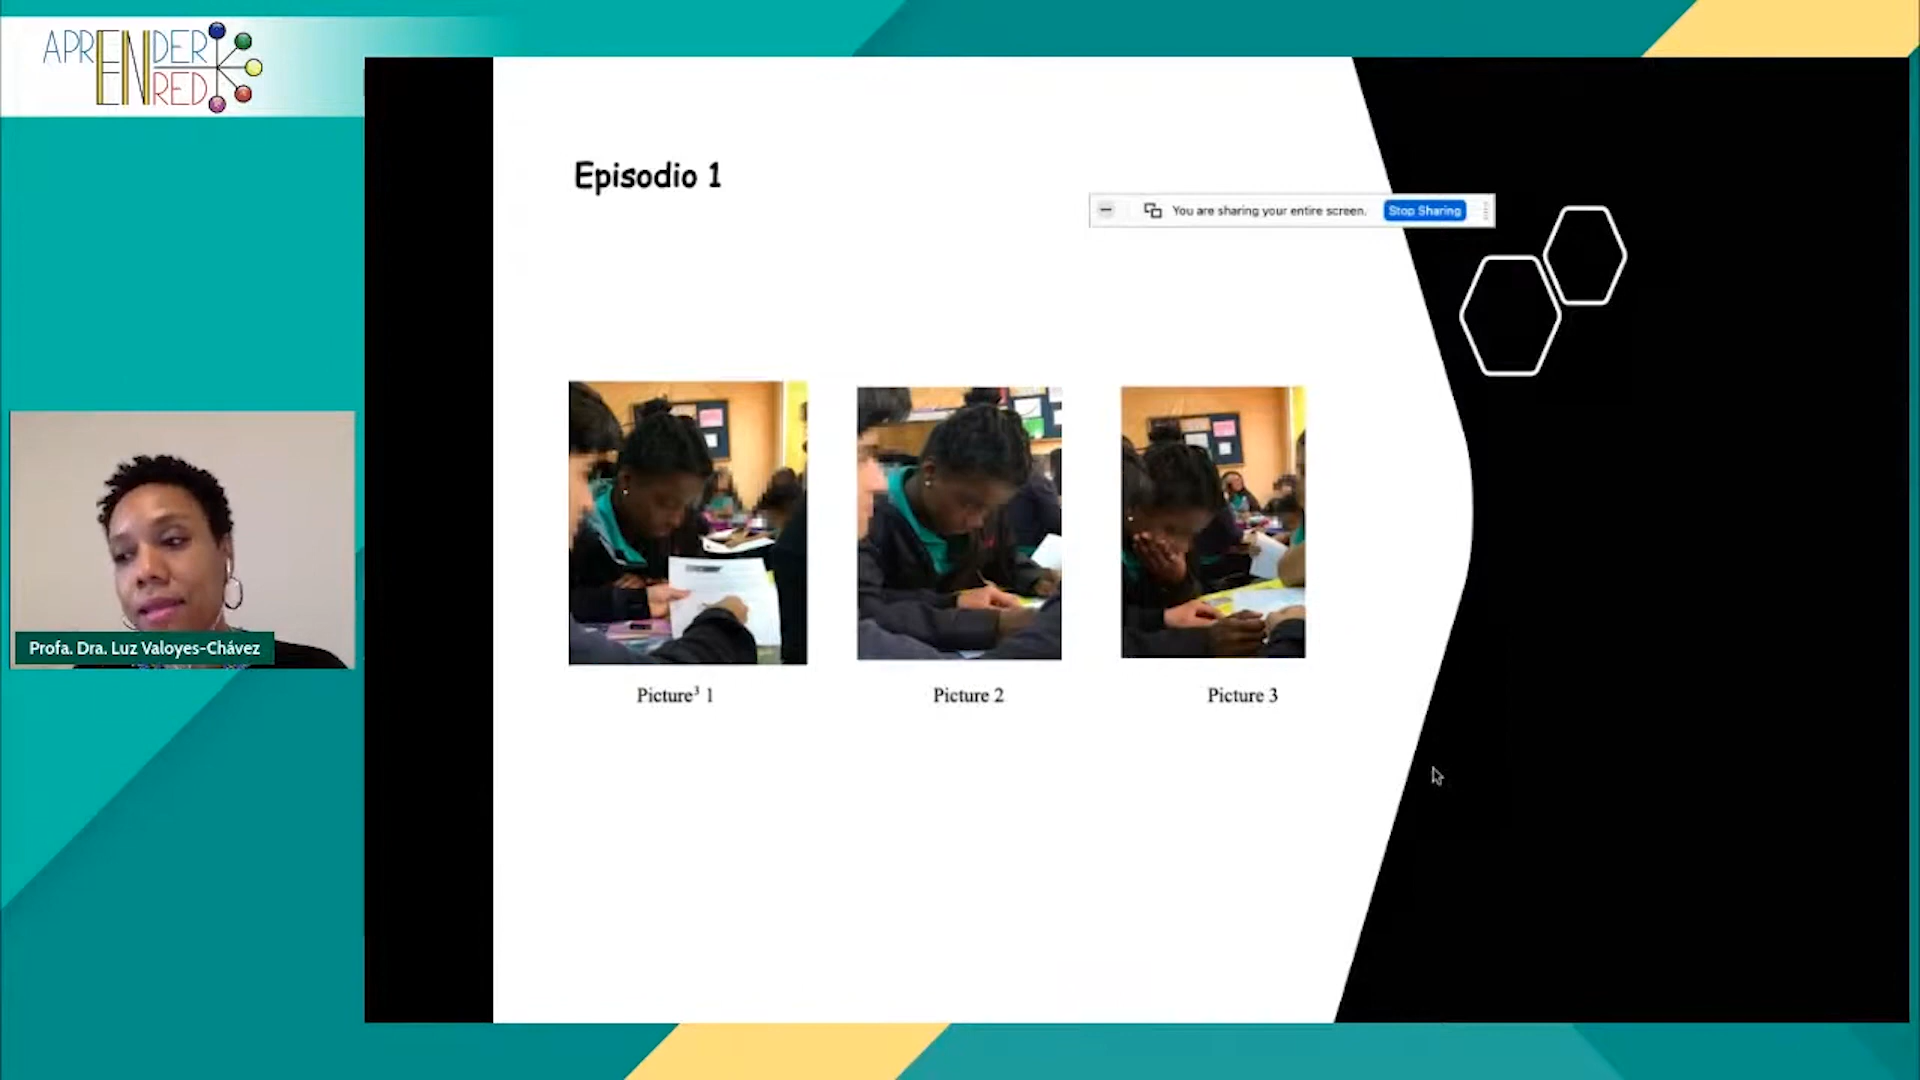 APRENDER
EN RED
Episodio 1
You are sharing your entire screen. Stop Sharing
Profa. Dra. Luz Valoyes-Chávez
Picture³ 1
Picture 2
Picture 3